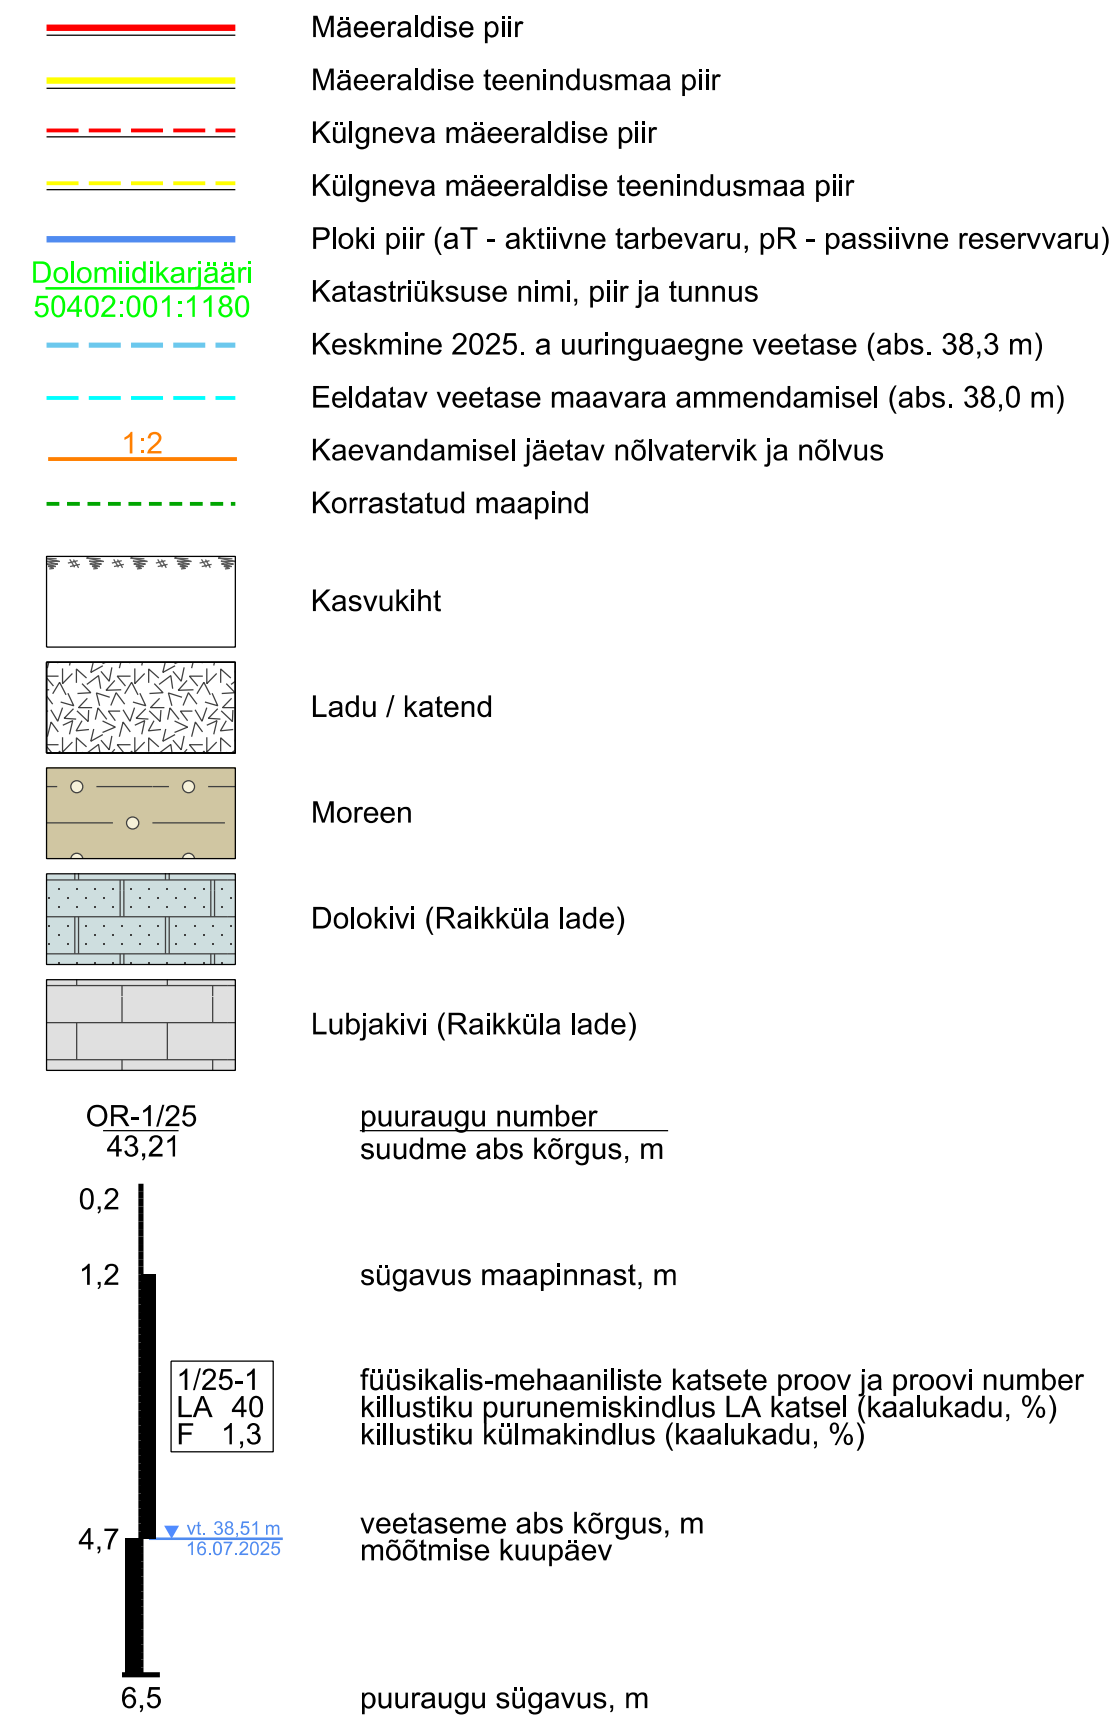 Mäeeraldise piir
Mäeeraldise teenindusmaa piir
Külgneva mäeeraldise piir
Külgneva mäeeraldise teenindusmaa piir
Ploki piir (aT - aktiivne tarbevaru, pR - passiivne reservvaru)
Dolomiidikarjääri
50402:001:1180
Katastriüksuse nimi, piir ja tunnus
Keskmine 2025. a uuringuaegne veetase (abs. 38,3 m)
Eeldatav veetase maavara ammendamisel (abs. 38,0 m)
1:2
Kaevandamisel jäetav nõlvatervik ja nõlvus
Korrastatud maapind
Kasvukiht
Ladu / katend
Moreen
Dolokivi (Raikküla lade)
Lubjakivi (Raikküla lade)
OR-1/25
43,21
puuraugu number
suudme abs kõrgus, m
0,2
1,2
sügavus maapinnast, m
1/25-1
LA 40
F 1,3
füüsikalis-mehaaniliste katsete proov ja proovi number
killustiku purunemiskindlus LA katsel (kaalukadu, %)
killustiku külmakindlus (kaalukadu, %)
4,7
vt. 38,51 m
16.07.2025
veetaseme abs kõrgus, m
mõõtmise kuupäev
6,5
puuraugu sügavus, m